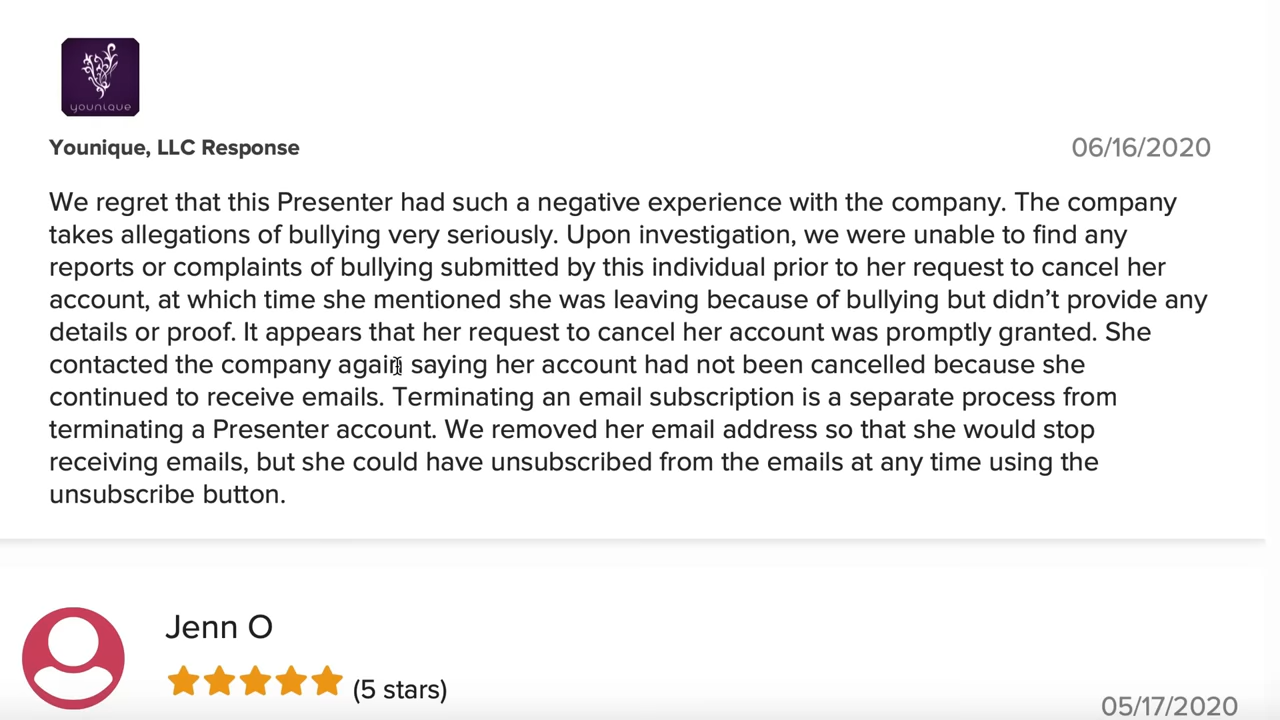 younique
Younique, LLC Response
06/16/2020
We regret that this Presenter had such a negative experience with the company. The company
takes allegations of bullying very seriously. Upon investigation, we were unable to find any
reports or complaints of bullying submitted by this individual prior to her request to cancel her
account, at which time she mentioned she was leaving because of bullying but didn’t provide any
details or proof. It appears that her request to cancel her account was promptly granted. She
contacted the company again saying her account had not been cancelled because she
continued to receive emails. Terminating an email subscription is a separate process from
terminating a Presenter account. We removed her email address so that she would stop
receiving emails, but she could have unsubscribed from the emails at any time using the
unsubscribe button.
Jenn O
(5 stars)
05/17/2020